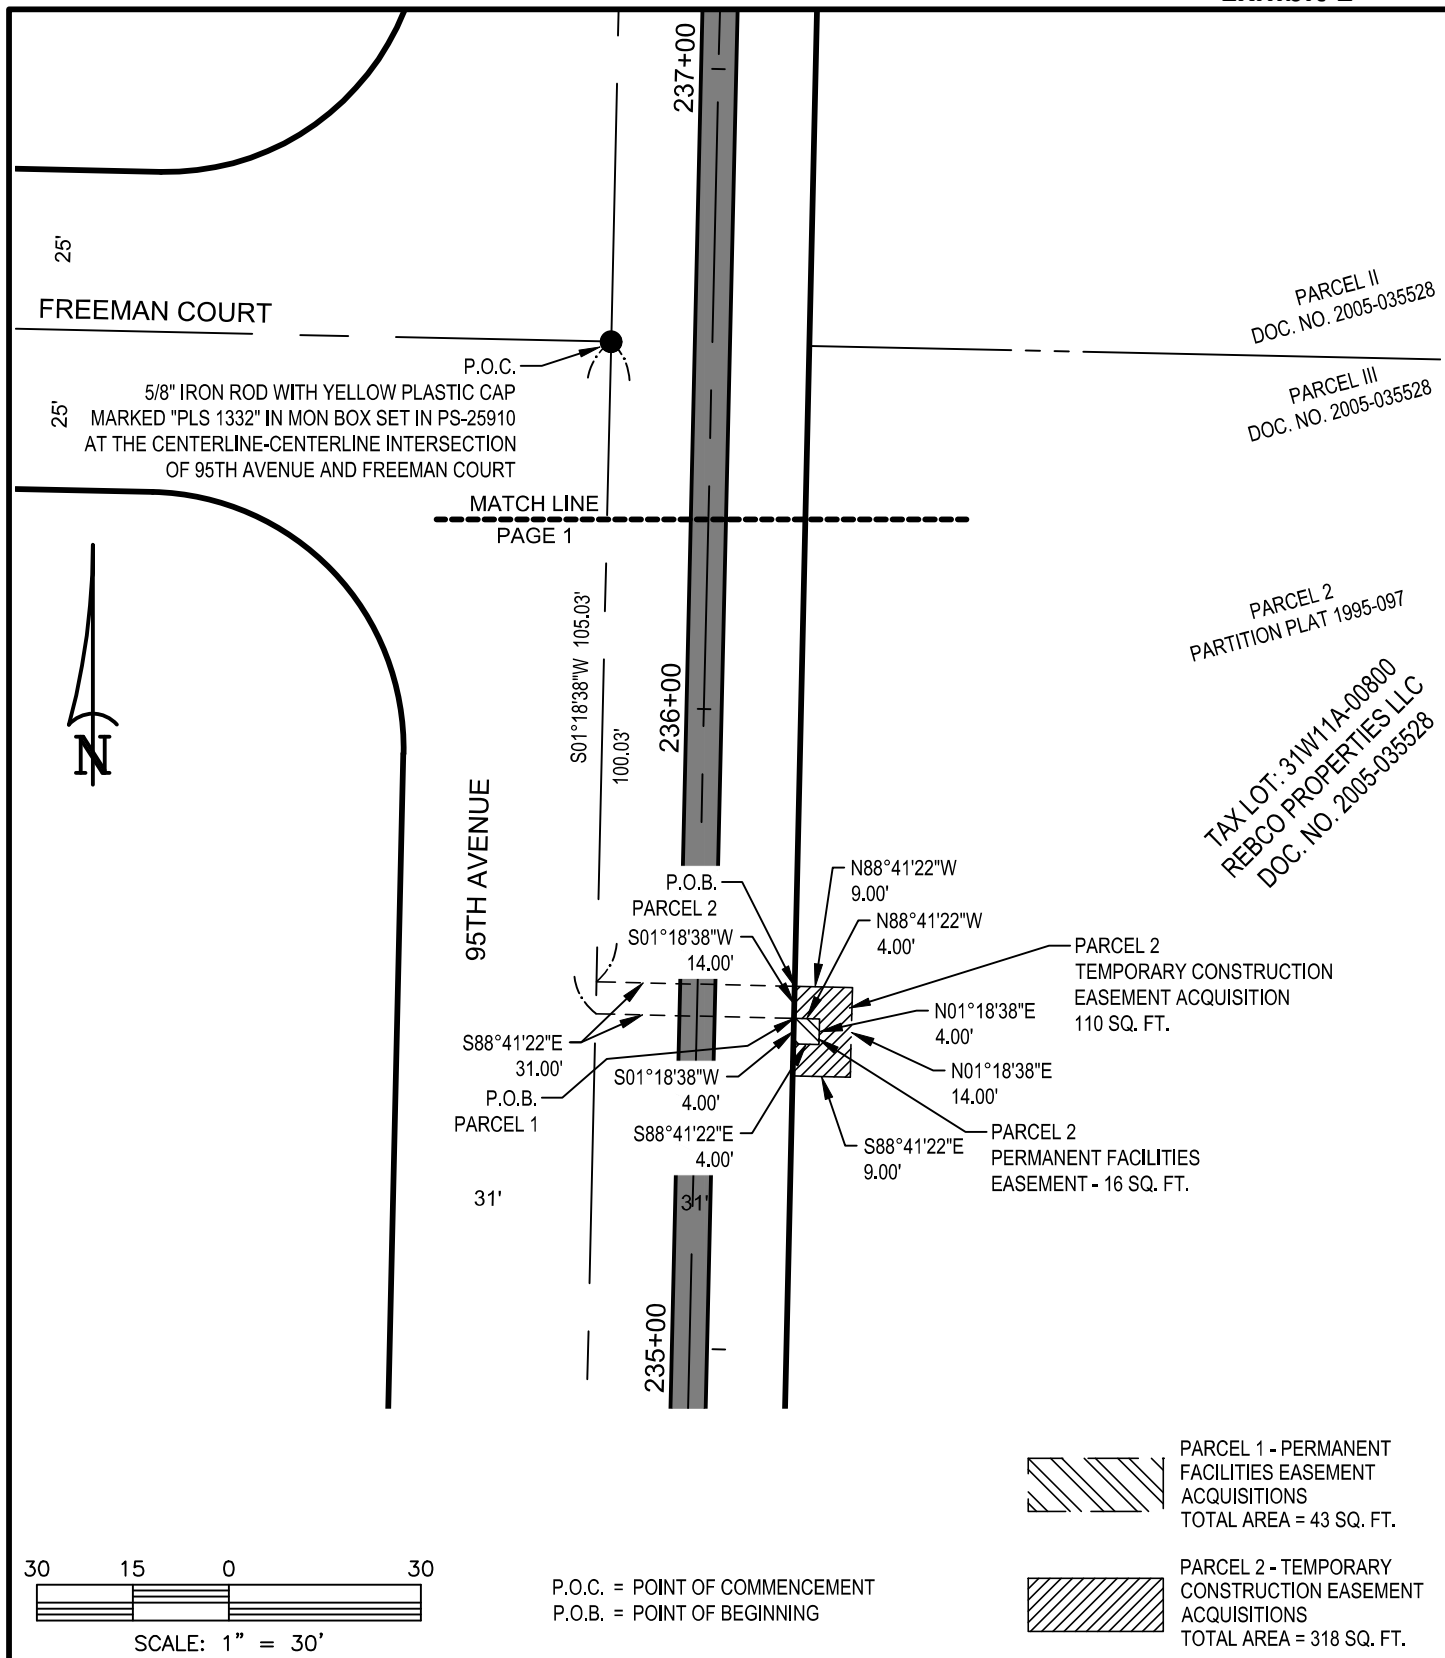 237+00
25'
FREEMAN COURT
PARCEL II
DOC. NO. 2005-035528
P.O.C.
5/8" IRON ROD WITH YELLOW PLASTIC CAP
MARKED "PLS 1332" IN MON BOX SET IN PS-25910
AT THE CENTERLINE-CENTERLINE INTERSECTION
OF 95TH AVENUE AND FREEMAN COURT
25'
PARCEL III
DOC. NO. 2005-035528
MATCH LINE
PAGE 1
S01°18'38"W 105.03'
100.03'
236+00
N
PARCEL 2
PARTITION PLAT 1995-097
TAX LOT: 31W11A-00800
REBCO PROPERTIES LLC
DOC. NO. 2005-035528
95TH AVENUE
P.O.B.
PARCEL 2
S01°18'38"W
14.00'
N88°41'22"W
9.00'
N88°41'22"W
4.00'
PARCEL 2
TEMPORARY CONSTRUCTION
EASEMENT ACQUISITION
110 SQ. FT.
N01°18'38"E
4.00'
S88°41'22"E
31.00'
P.O.B.
PARCEL 1
S01°18'38"W
4.00'
N01°18'38"E
14.00'
S88°41'22"E
4.00'
S88°41'22"E
9.00'
PARCEL 2
PERMANENT FACILITIES
EASEMENT - 16 SQ. FT.
31'
31'
235+00
PARCEL 1 - PERMANENT
FACILITIES EASEMENT
ACQUISITIONS
TOTAL AREA = 43 SQ. FT.
PARCEL 2 - TEMPORARY
CONSTRUCTION EASEMENT
ACQUISITIONS
TOTAL AREA = 318 SQ. FT.
30 15 0 30
SCALE: 1" = 30'
P.O.C. = POINT OF COMMENCEMENT
P.O.B. = POINT OF BEGINNING